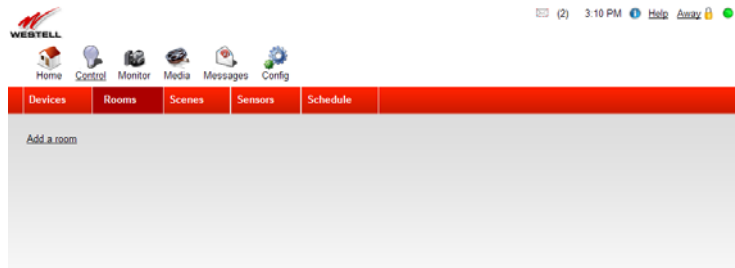 WESTELL
(2) 3:10 PM Help Away
Home Control Monitor Media Messages Config
Devices Rooms Scenes Sensors Schedule
Add a room